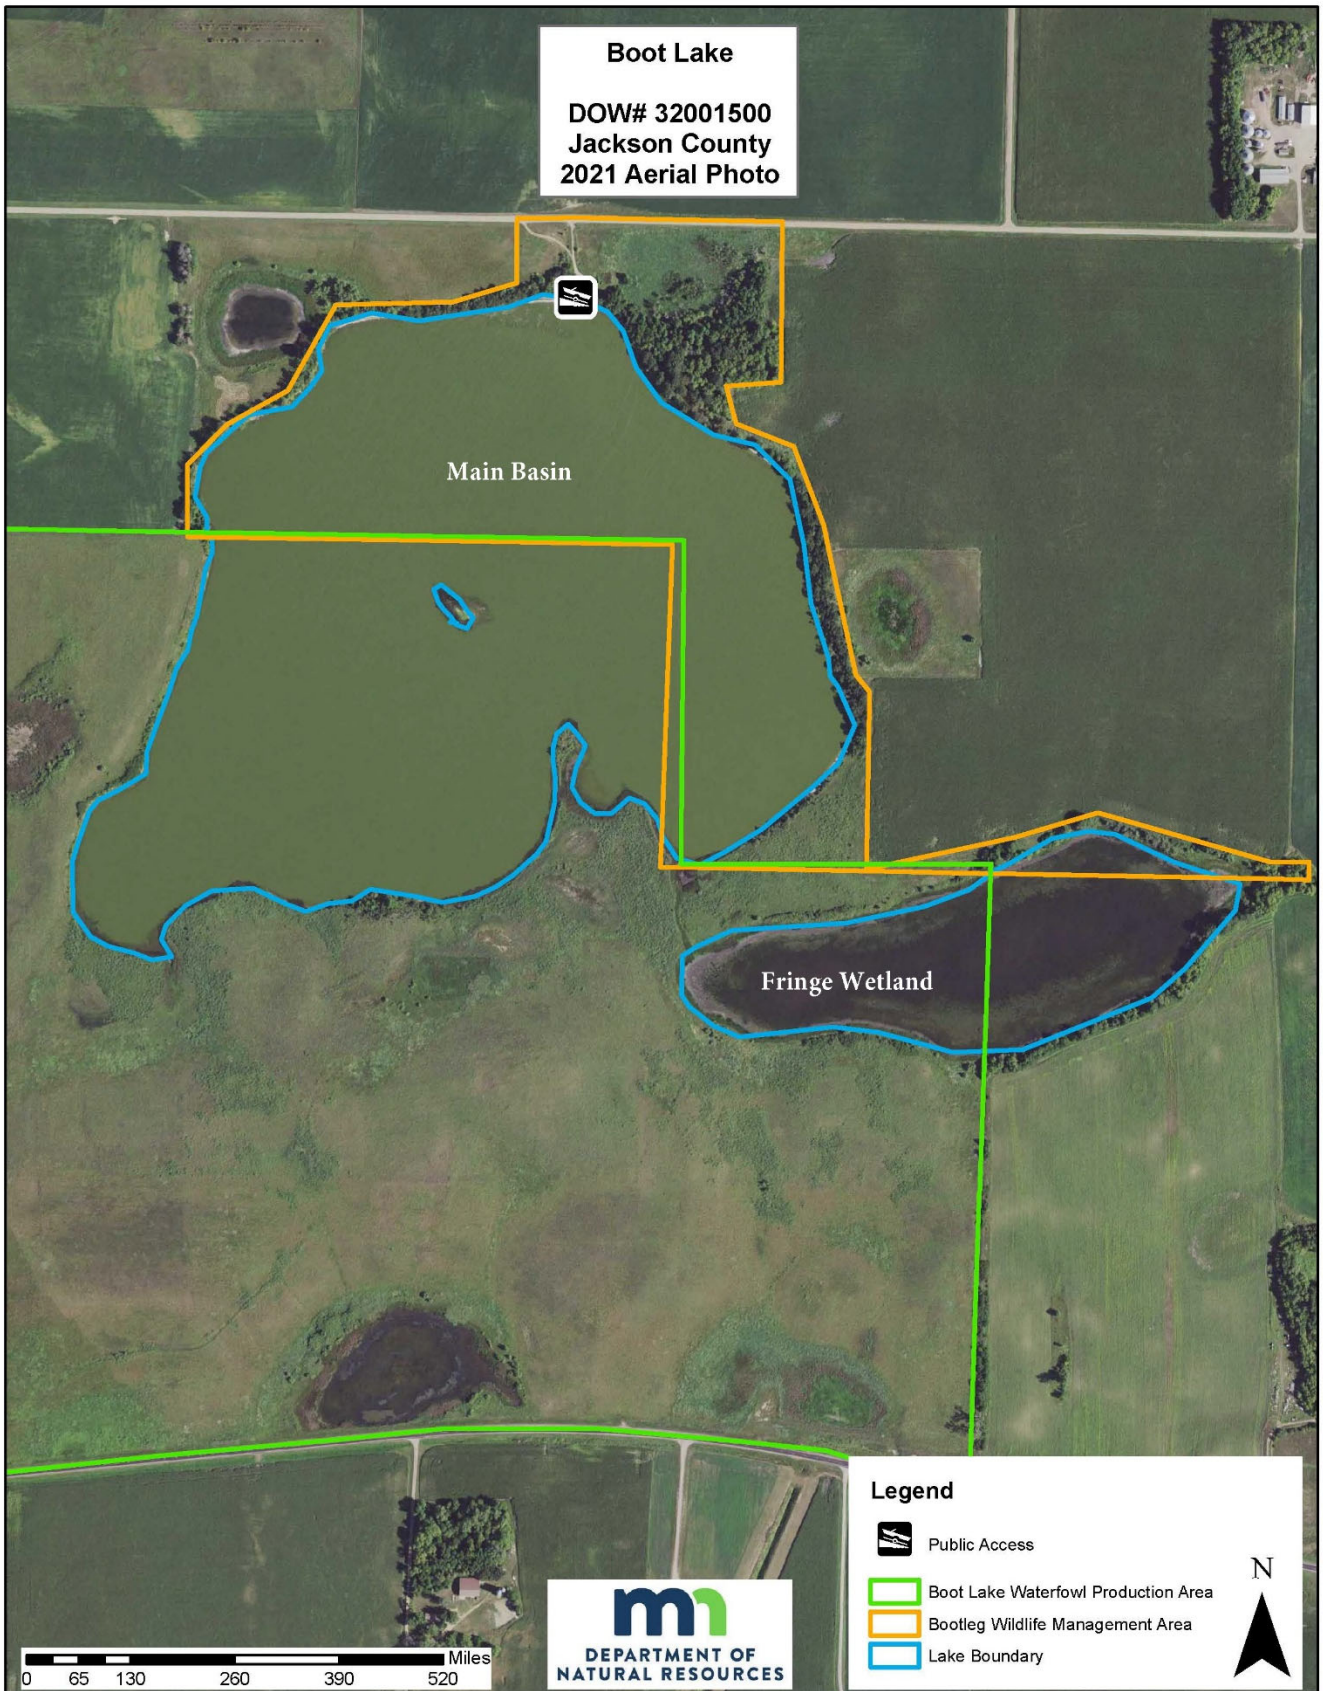 Boot Lake
DOW# 32001500
Jackson County
2021 Aerial Photo
Main Basin
Fringe Wetland
Legend
Public Access
Boot Lake Waterfowl Production Area
Bootleg Wildlife Management Area
Lake Boundary
N
Miles
0 65 130 260 390 520
mn
DEPARTMENT OF
NATURAL RESOURCES